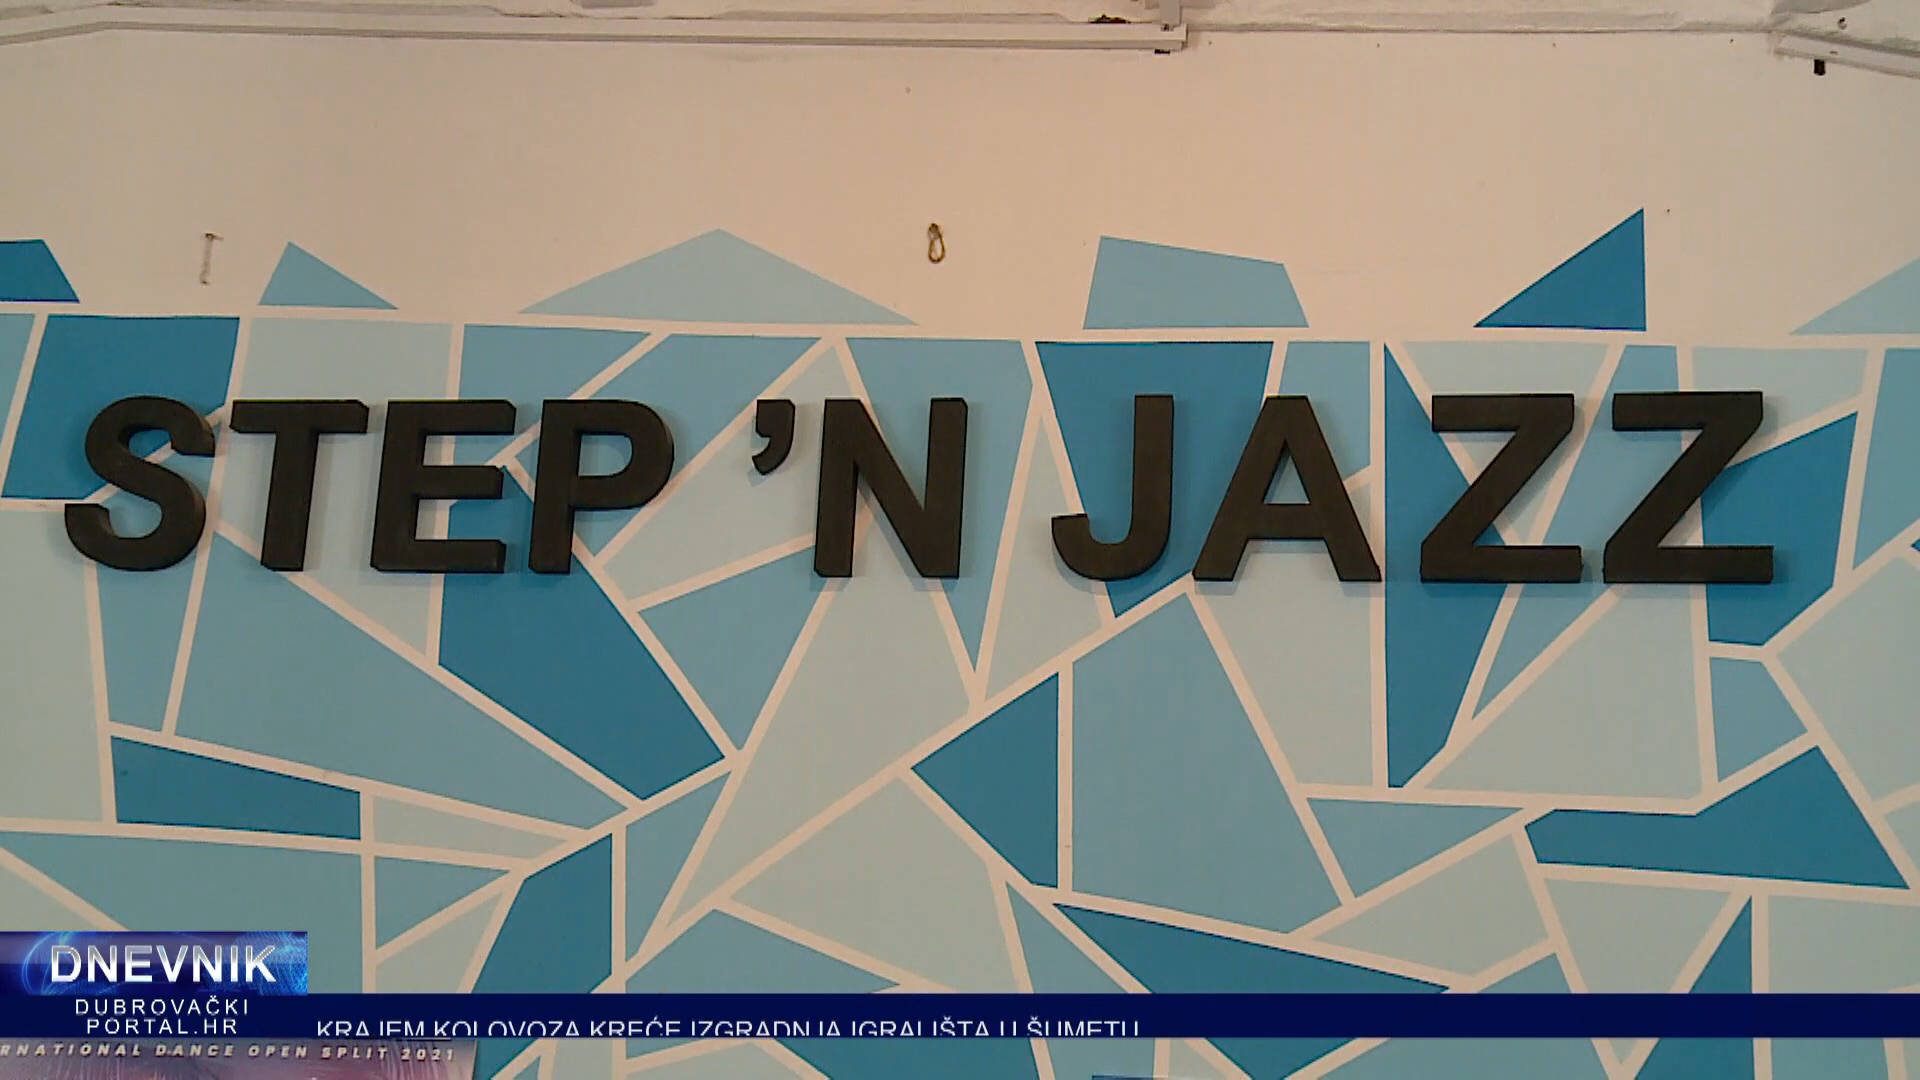 STEP 'N JAZZ
DNEVNIK
DUBROVAČKI
PORTAL.HR
KRAJEM KOLOVOZA KREĆE IZGRADNJA IGRALIŠTA U ŠUMETU
RNATIONAL DANCE OPEN SPLIT 2021